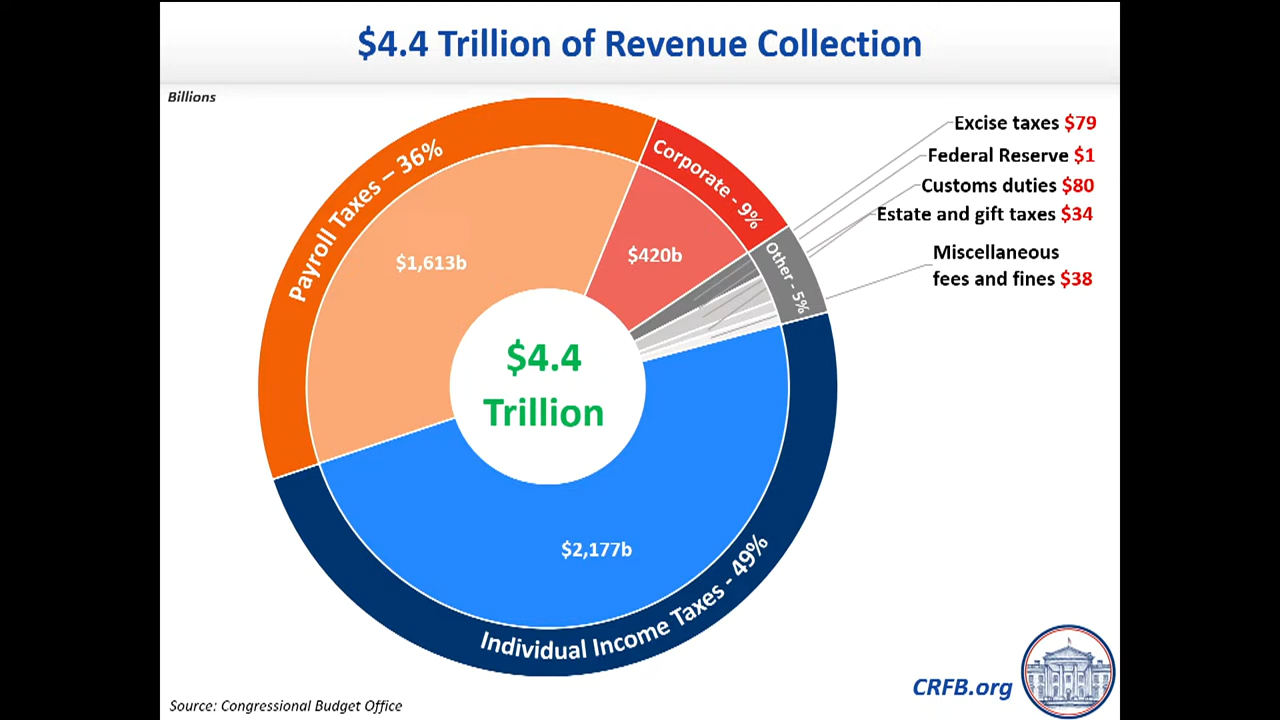 $4.4 Trillion of Revenue Collection
Billions
Payroll Taxes – 36%
Corporate - 9%
Other - 5%
Individual Income Taxes - 49%
$1,613b
$420b
$2,177b
$4.4
Trillion
Excise taxes $79
Federal Reserve $1
Customs duties $80
Estate and gift taxes $34
Miscellaneous
fees and fines $38
CRFB.org
Source: Congressional Budget Office